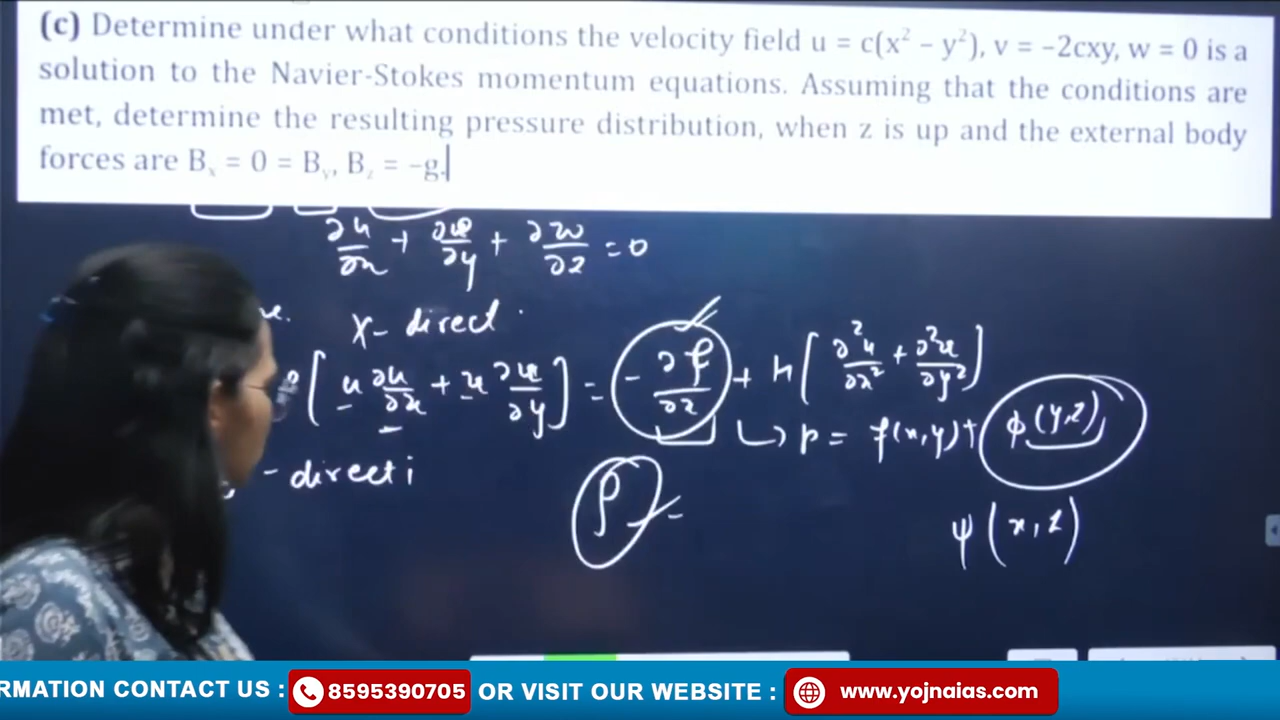 (c) Determine under what conditions the velocity field u = c(x² − y²), v = −2cxy, w = 0 is a
solution to the Navier-Stokes momentum equations. Assuming that the conditions are
met, determine the resulting pressure distribution, when z is up and the external body
forces are Bₓ = 0 = Bᵧ, B_z = −g.
∂u/∂x + ∂v/∂y + ∂w/∂z = 0
X- direct.
[u ∂u/∂x + u ∂u/∂y] = - ∂p/∂x + μ [∂²u/∂x² + ∂²u/∂y²]
↳ p = f(x,y) + φ(y,z)
- directi
ρ =
ψ(x,z)
RMATION CONTACT US : 8595390705 OR VISIT OUR WEBSITE : www.yojnaias.com